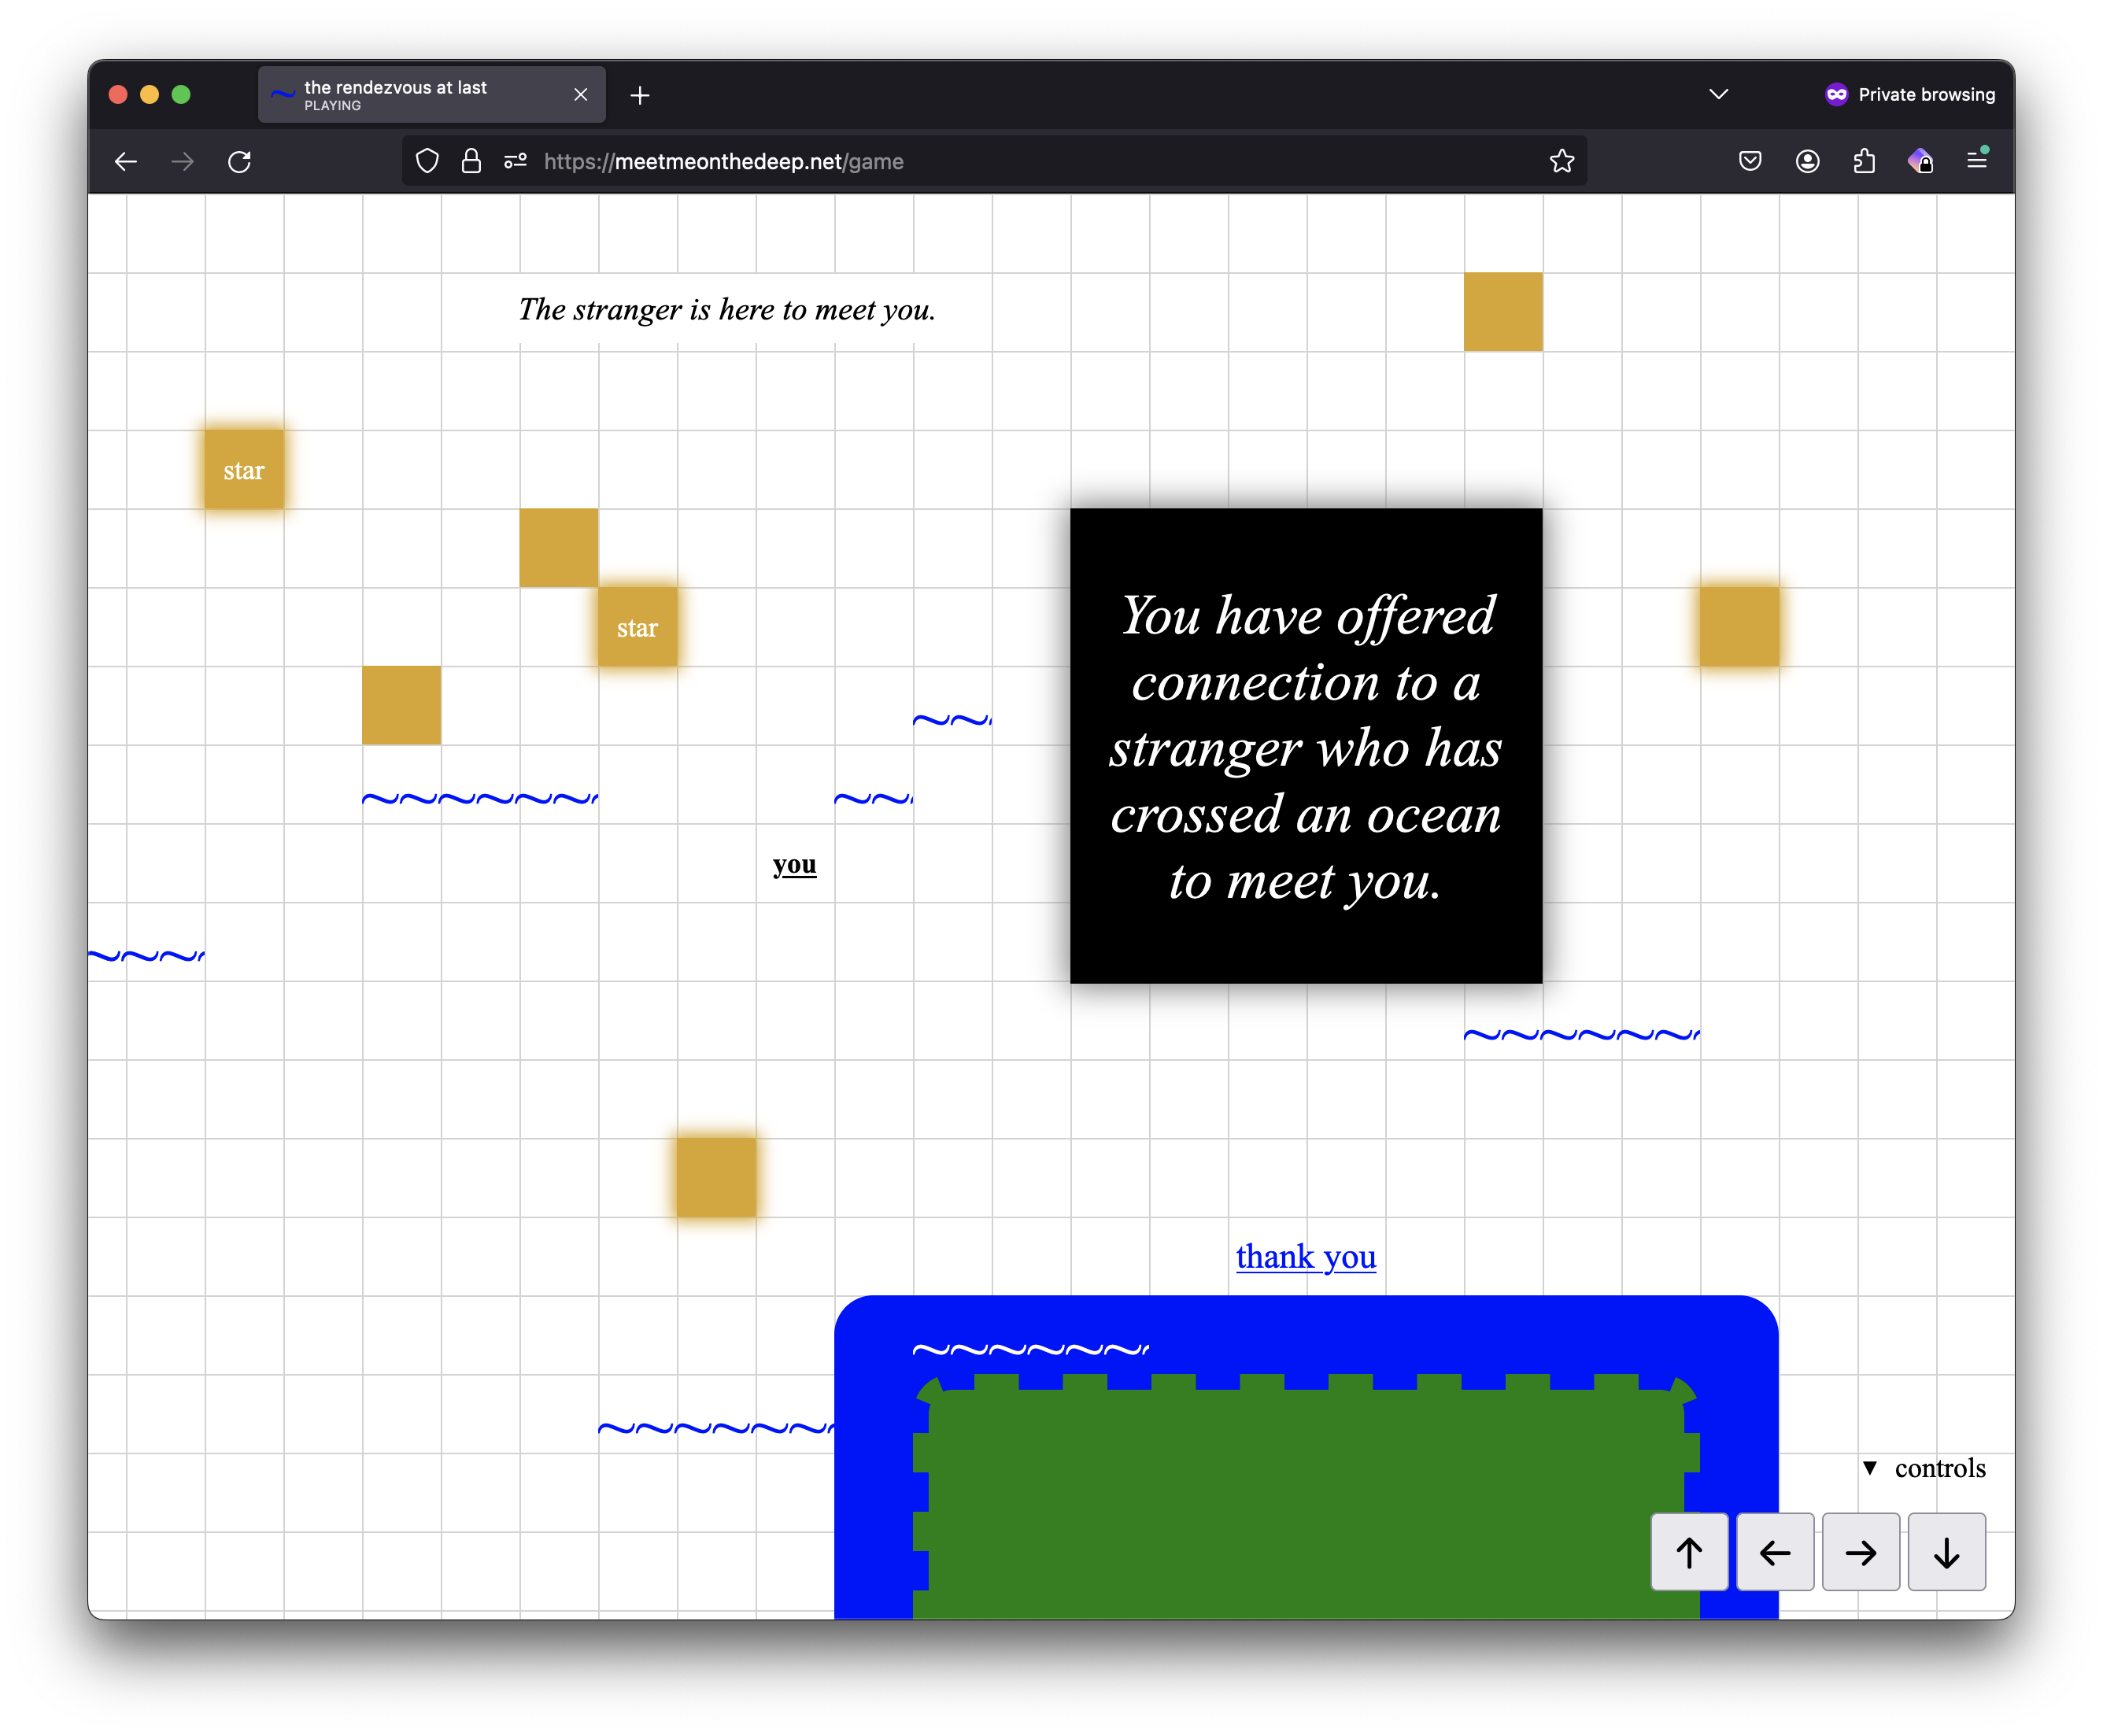 the rendezvous at last
PLAYING
Private browsing
https://meetmeonthedeep.net/game
The stranger is here to meet you.
star
star
You have offered
connection to a
stranger who has
crossed an ocean
to meet you.
you
thank you
▼ controls
↑ ← → ↓